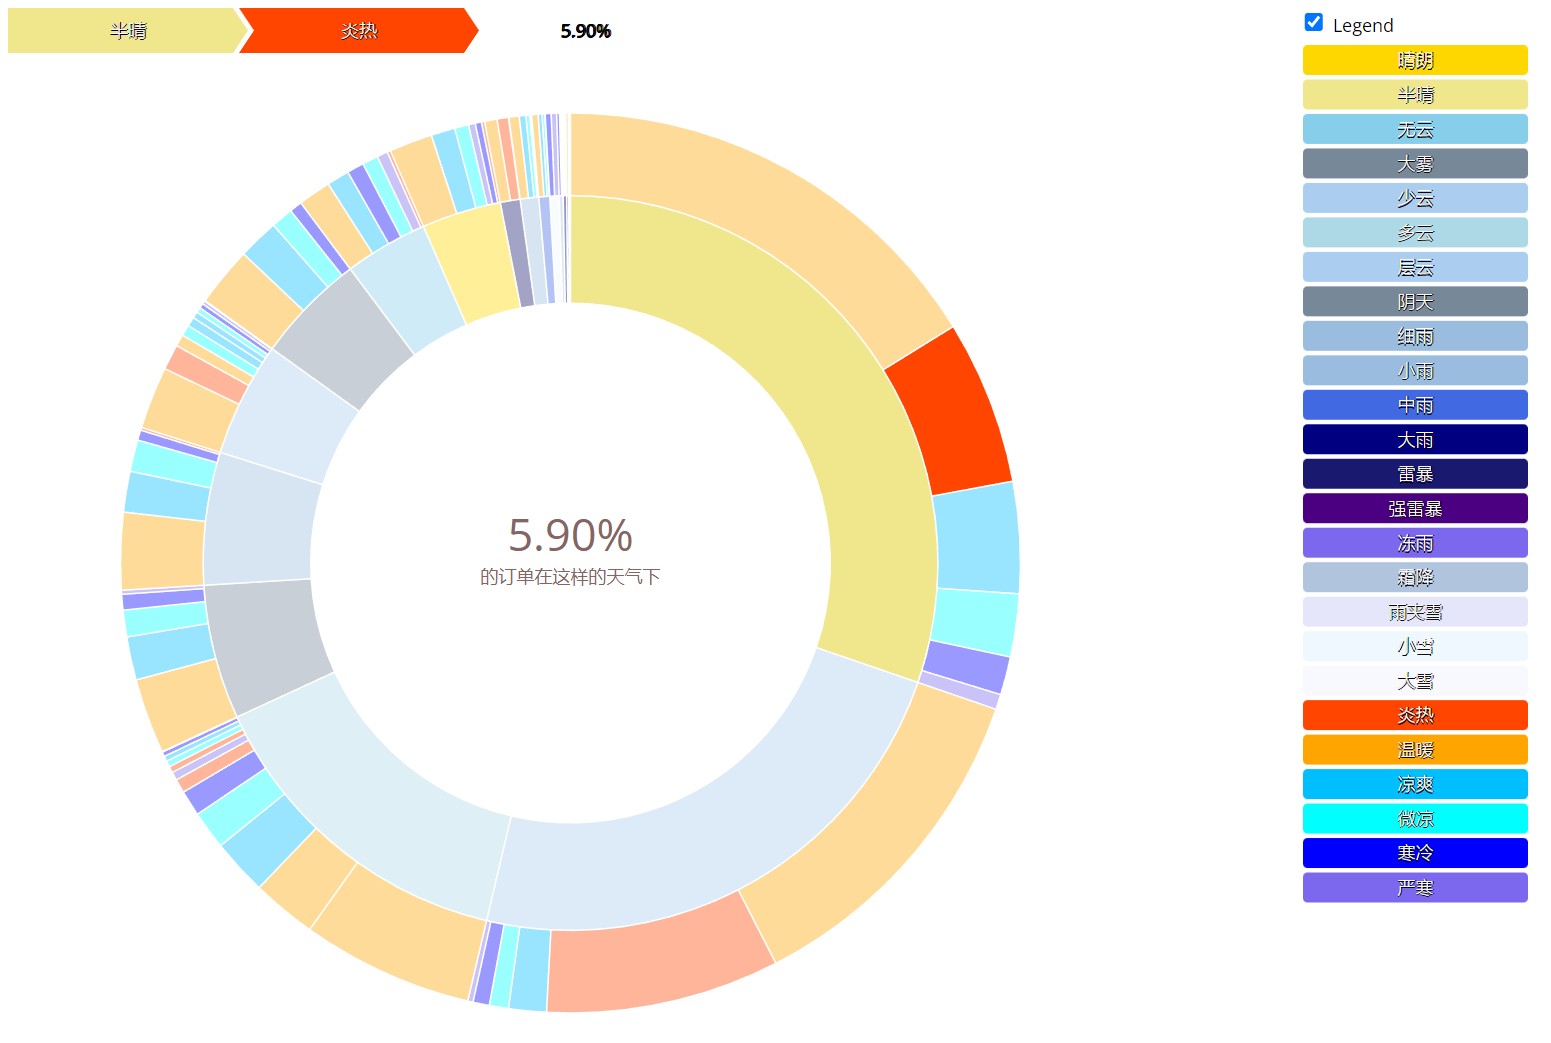 半晴
炎热
5.90%
Legend
晴朗
半晴
无云
大雾
少云
多云
层云
阴天
细雨
小雨
中雨
大雨
雷暴
强雷暴
冻雨
霜降
雨夹雪
小雪
大雪
炎热
温暖
凉爽
微凉
寒冷
严寒
5.90%
的订单在这样的天气下